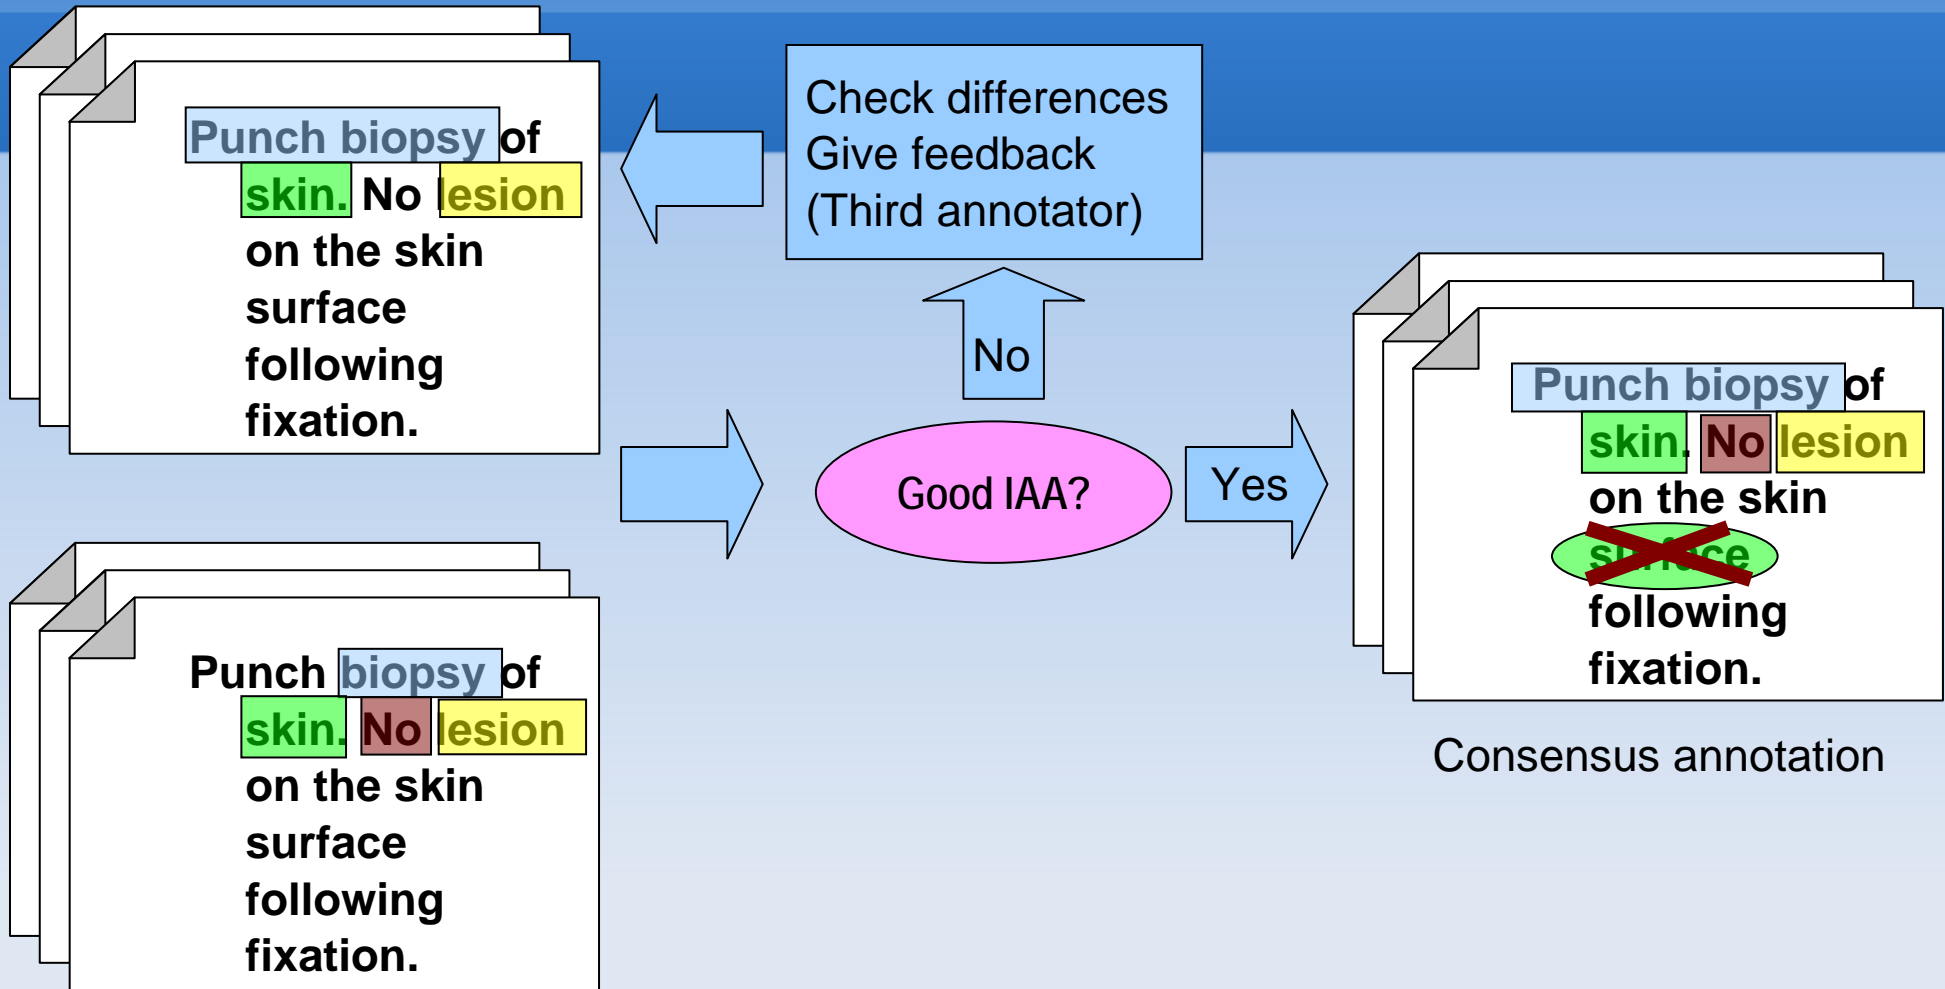 Punch biopsy of
skin. No lesion
on the skin
surface
following
fixation.
Check differences
Give feedback
(Third annotator)
No
Good IAA?
Yes
Punch biopsy of
skin. No lesion
on the skin
surface
following
fixation.
Consensus annotation
Punch biopsy of
skin. No lesion
on the skin
surface
following
fixation.